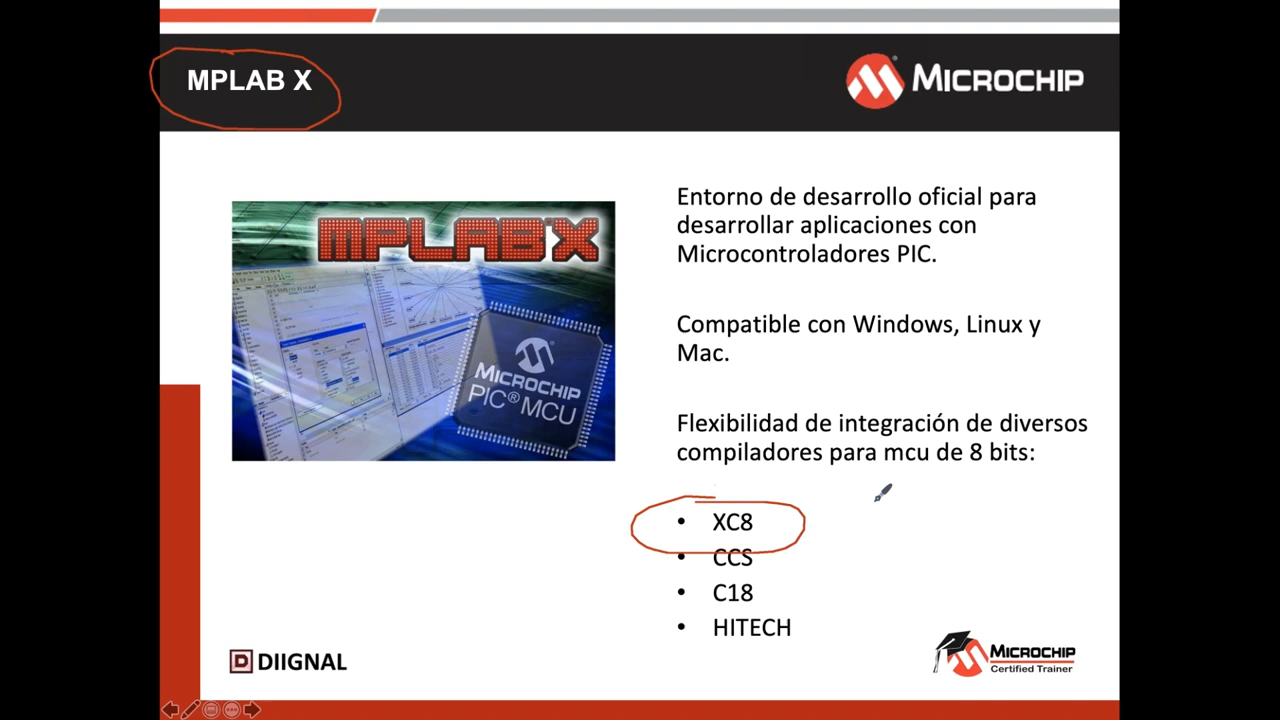 MPLAB X
MICROCHIP
MPLAB X
MICROCHIP
PIC® MCU
Entorno de desarrollo oficial para
desarrollar aplicaciones con
Microcontroladores PIC.
Compatible con Windows, Linux y
Mac.
Flexibilidad de integración de diversos
compiladores para mcu de 8 bits:
• XC8
• CCS
• C18
• HITECH
D DIIGNAL
MICROCHIP
Certified Trainer